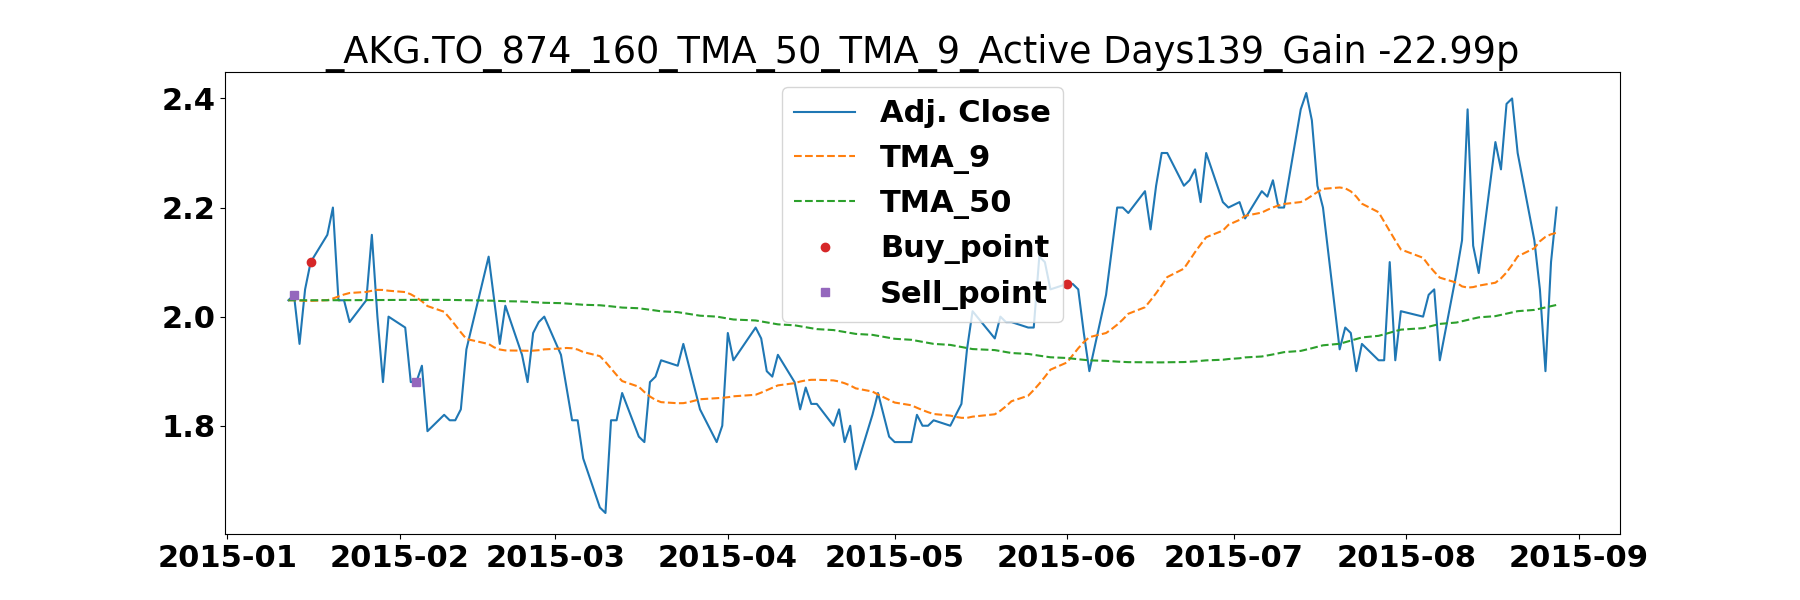 _AKG.TO_874_160_TMA_50_TMA_9_Active Days139_Gain -22.99p
2.4
2.2
2.0
1.8
Adj. Close
TMA_9
TMA_50
Buy_point
Sell_point
2015-01 2015-02 2015-03 2015-04 2015-05 2015-06 2015-07 2015-08 2015-09